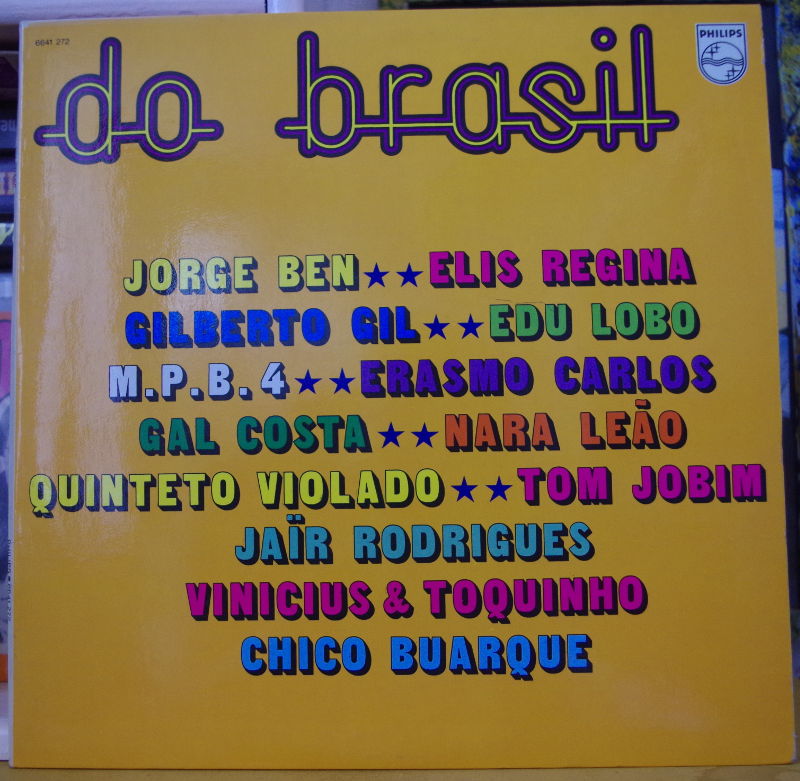 6641 272
PHILIPS
do brasil
JORGE BEN★★ELIS REGINA
GILBERTO GIL★★EDU LOBO
M.P.B.4★★ERASMO CARLOS
GAL COSTA★★NARA LEÃO
QUINTETO VIOLADO★★TOM JOBIM
JAÏR RODRIGUES
VINICIUS & TOQUINHO
CHICO BUARQUE